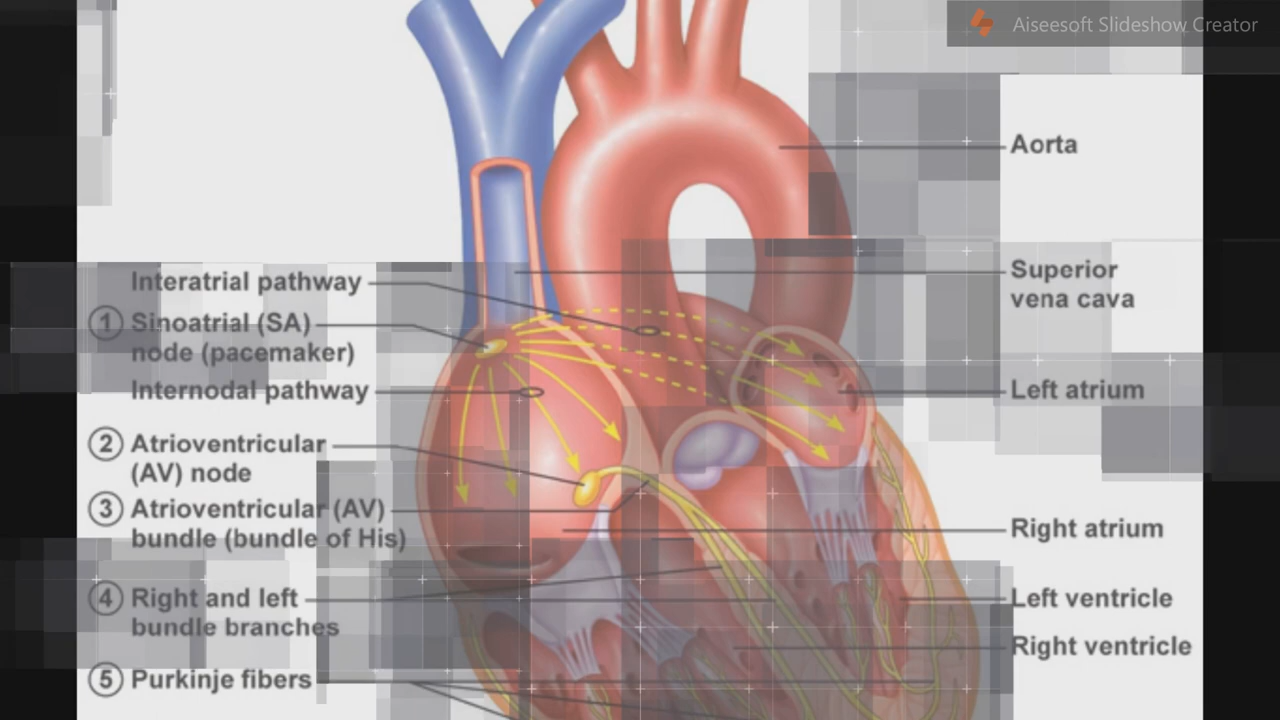 Aiseesoft Slideshow Creator
Aorta
Superior
vena cava
Left atrium
Right atrium
Left ventricle
Right ventricle
Interatrial pathway
1 Sinoatrial (SA)
node (pacemaker)
Internodal pathway
2 Atrioventricular
(AV) node
3 Atrioventricular (AV)
bundle (bundle of His)
4 Right and left
bundle branches
5 Purkinje fibers